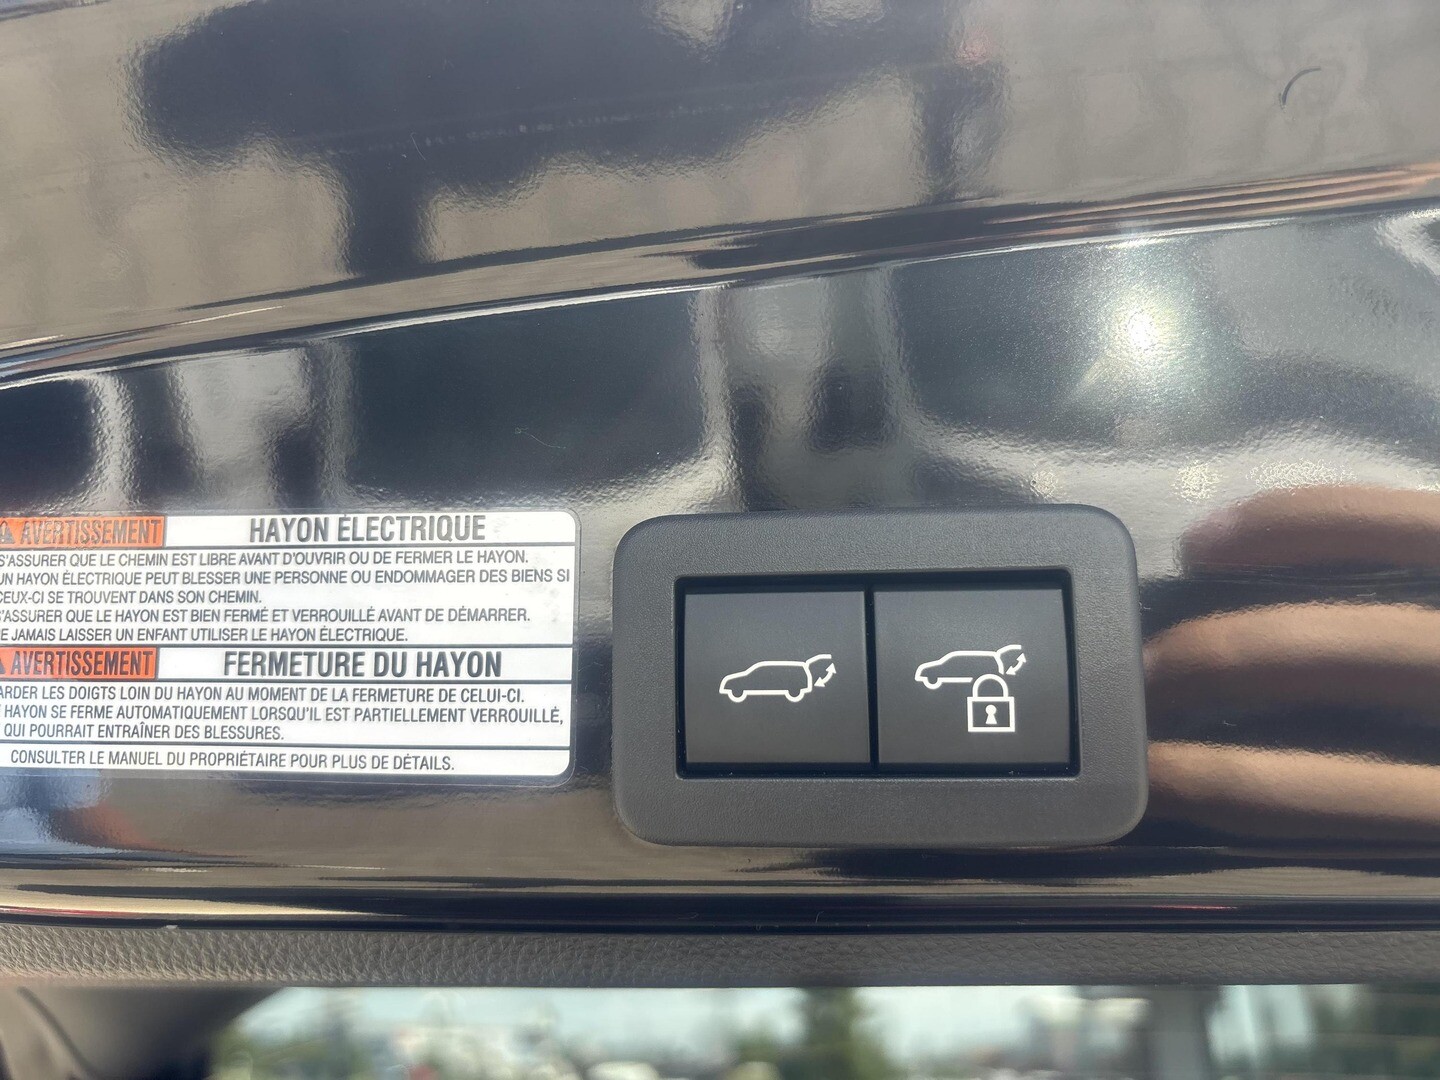 AVERTISSEMENT HAYON ÉLECTRIQUE
S'ASSURER QUE LE CHEMIN EST LIBRE AVANT D'OUVRIR OU DE FERMER LE HAYON.
UN HAYON ÉLECTRIQUE PEUT BLESSER UNE PERSONNE OU ENDOMMAGER DES BIENS SI
CEUX-CI SE TROUVENT DANS SON CHEMIN.
S'ASSURER QUE LE HAYON EST BIEN FERMÉ ET VERROUILLÉ AVANT DE DÉMARRER.
JAMAIS LAISSER UN ENFANT UTILISER LE HAYON ÉLECTRIQUE.
AVERTISSEMENT FERMETURE DU HAYON
LES DOIGTS LOIN DU HAYON AU MOMENT DE LA FERMETURE DE CELUI-CI.
HAYON SE FERME AUTOMATIQUEMENT LORSQU'IL EST PARTIELLEMENT VERROUILLÉ,
QUI POURRAIT ENTRAÎNER DES BLESSURES.
CONSULTER LE MANUEL DU PROPRIÉTAIRE POUR PLUS DE DÉTAILS.